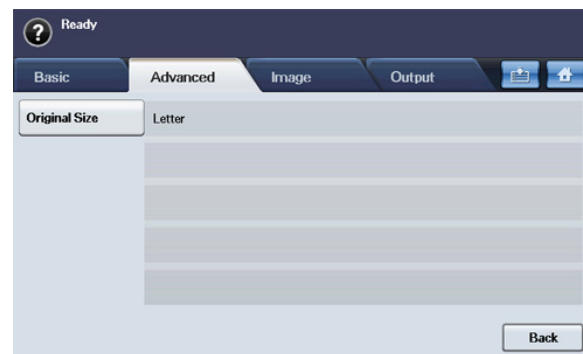 ? Ready
Basic Advanced Image Output
Original Size Letter
Back